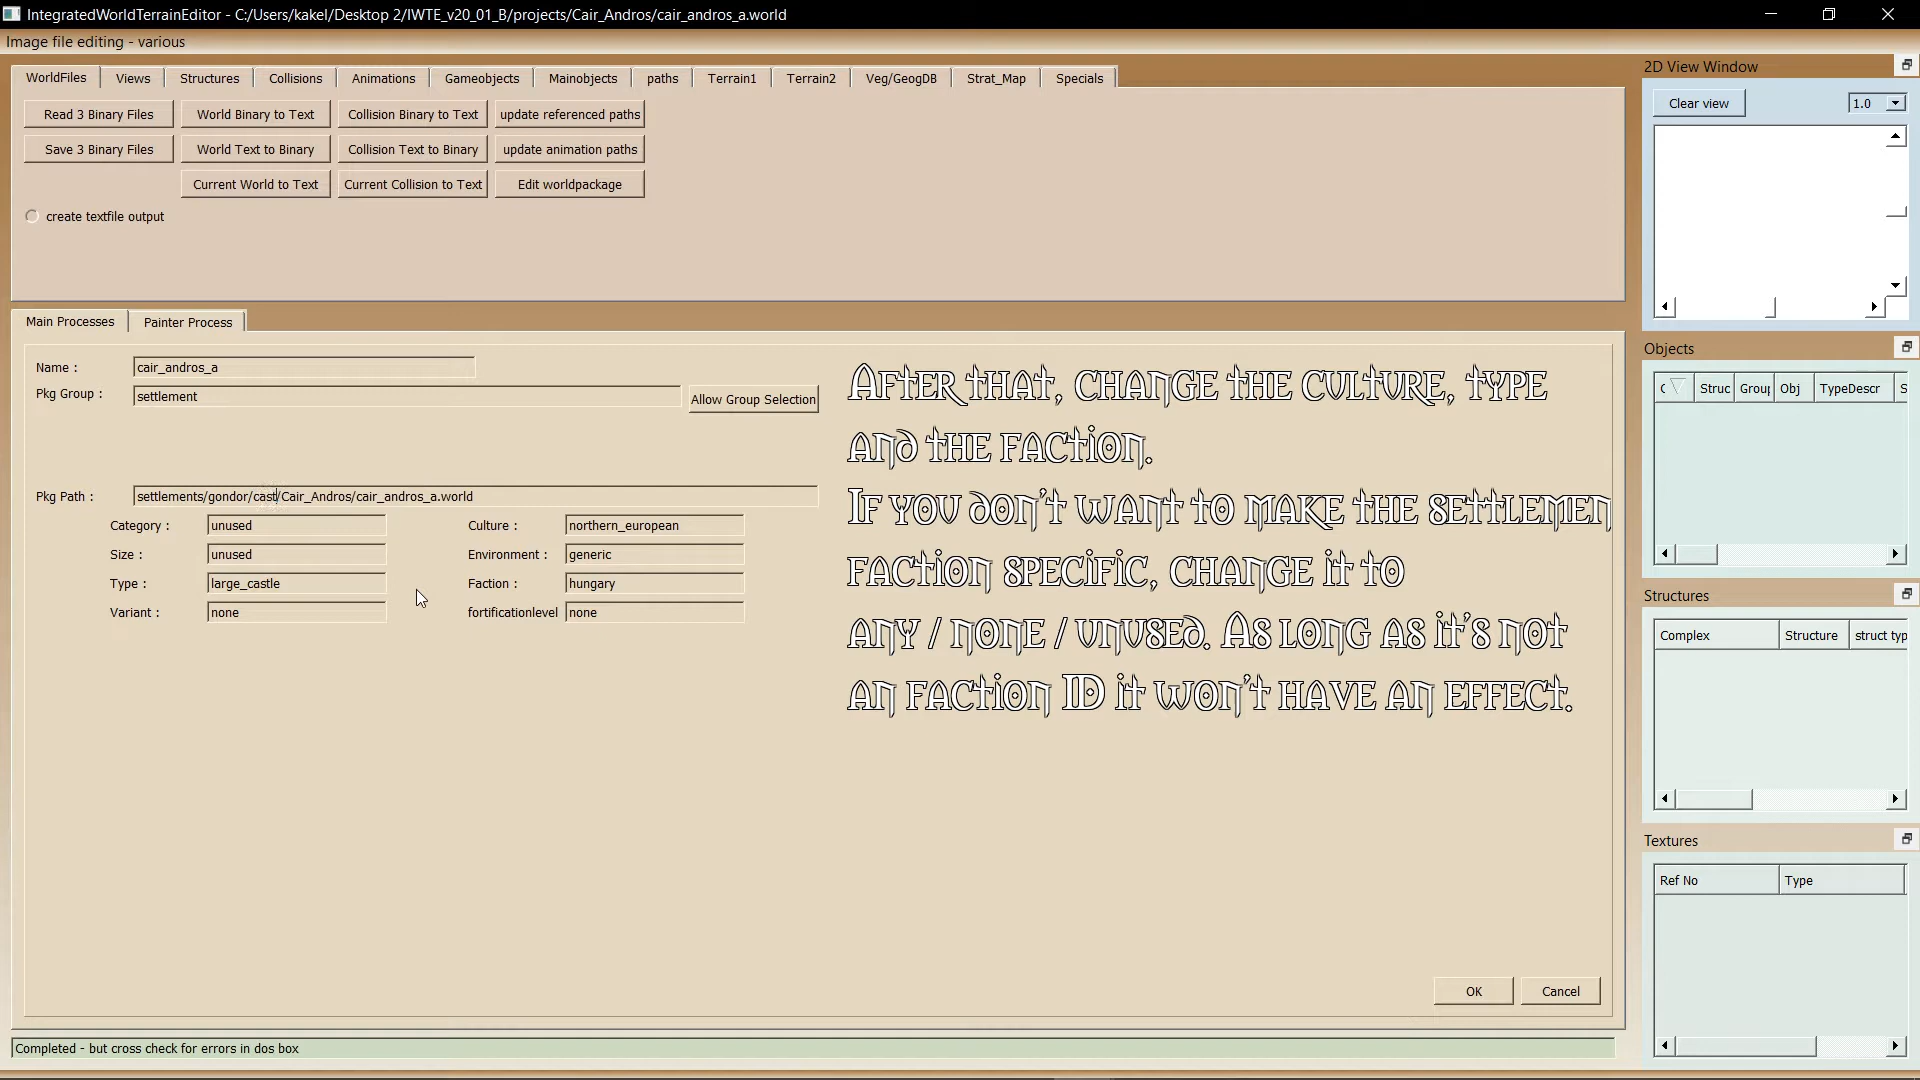 IntegratedWorldTerrainEditor - C:/Users/kakel/Desktop 2/IWTE_v20_01_B/projects/Cair_Andros/cair_andros_a.world
Image file editing - various
WorldFiles Views Structures Collisions Animations Gameobjects Mainobjects paths Terrain1 Terrain2 Veg/GeogDB Strat_Map Specials
Read 3 Binary Files World Binary to Text Collision Binary to Text update referenced paths
Save 3 Binary Files World Text to Binary Collision Text to Binary update animation paths
Current World to Text Current Collision to Text Edit worldpackage
create textfile output
Main Processes Painter Process
Name : cair_andros_a
Pkg Group : settlement Allow Group Selection
Pkg Path : settlements/gondor/cast/Cair_Andros/cair_andros_a.world
Category : unused Culture : northern_european
Size : unused Environment : generic
Type : large_castle Faction : hungary
Variant : none fortificationlevel none
After that, change the culture, type
and the faction.
If you don't want to make the settlemen
faction specific, change it to
any / none / unused. As long as it's not
an faction ID it won't have an effect.
OK Cancel
Completed - but cross check for errors in dos box
2D View Window
Clear view 1.0
Objects
C Struc Group Obj TypeDescr S
Structures
Complex Structure struct typ
Textures
Ref No Type